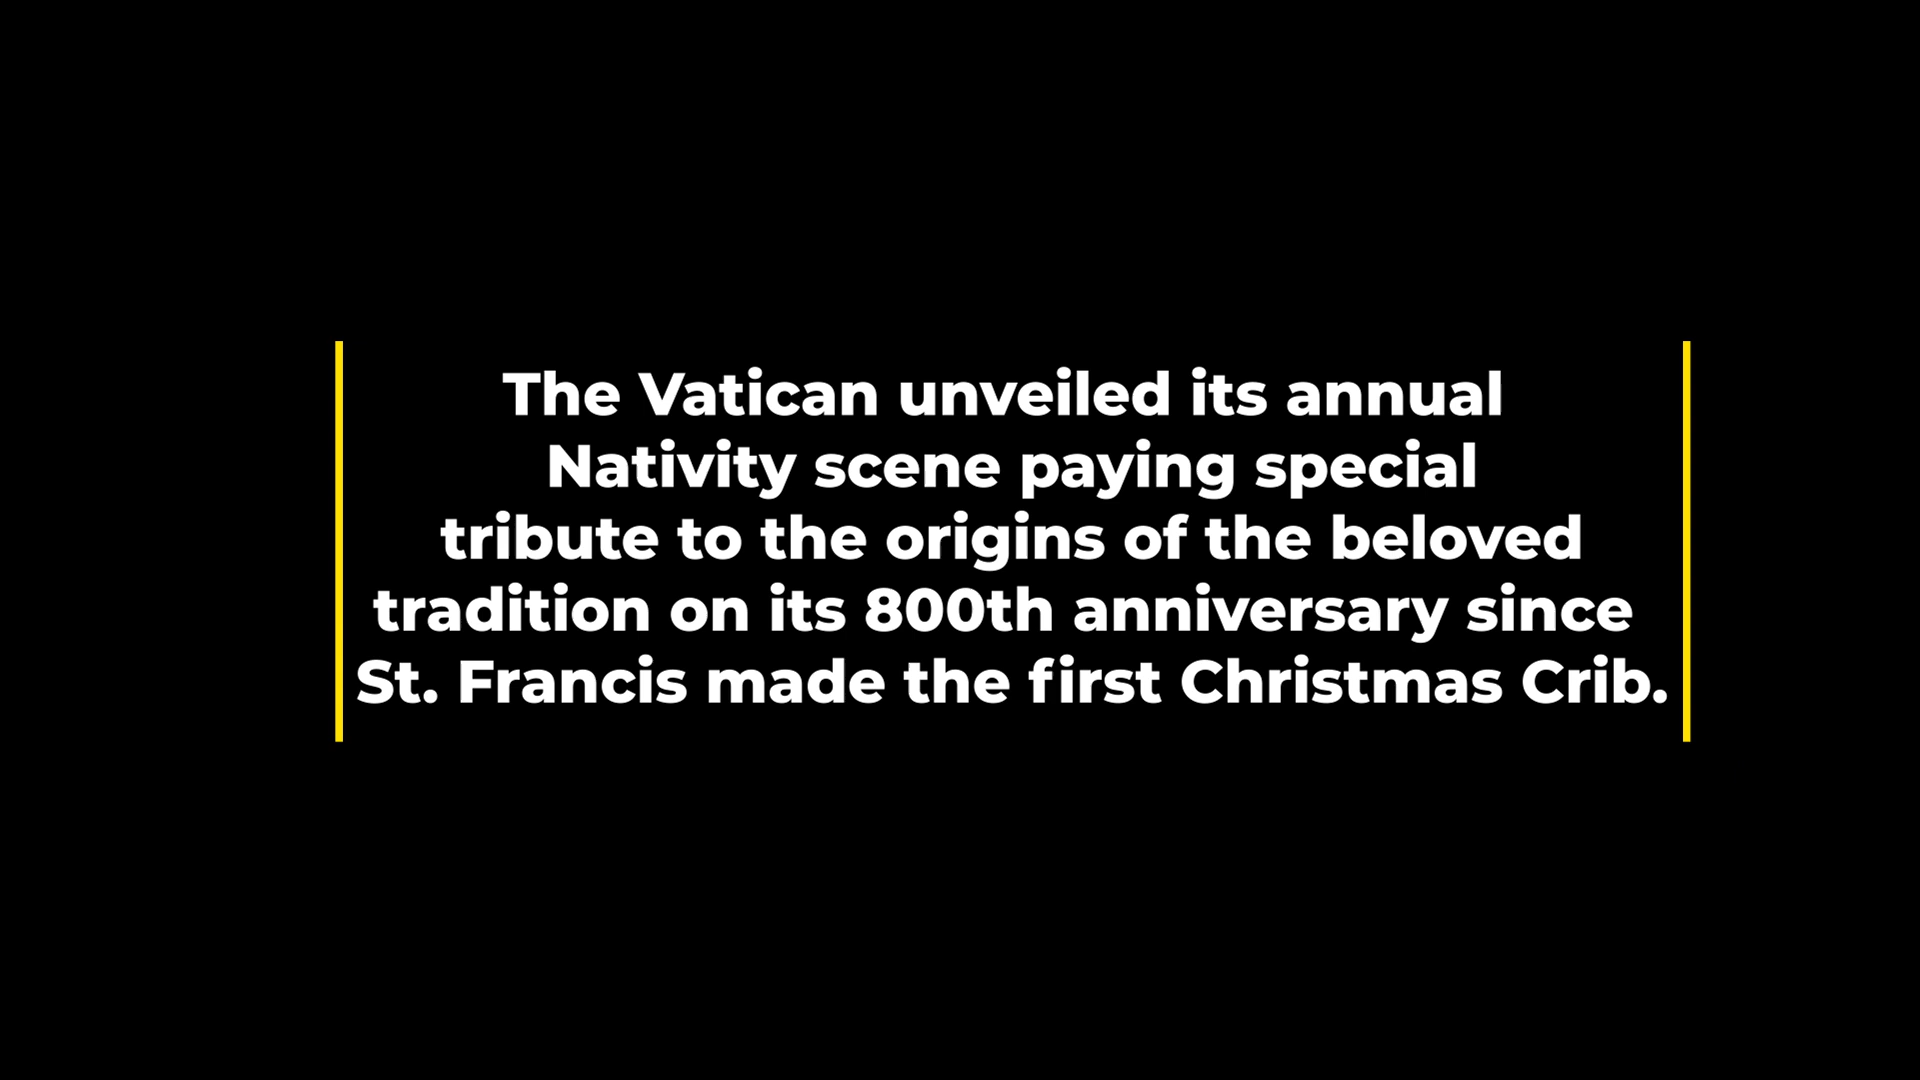 The Vatican unveiled its annual
Nativity scene paying special
tribute to the origins of the beloved
tradition on its 800th anniversary since
St. Francis made the first Christmas Crib.